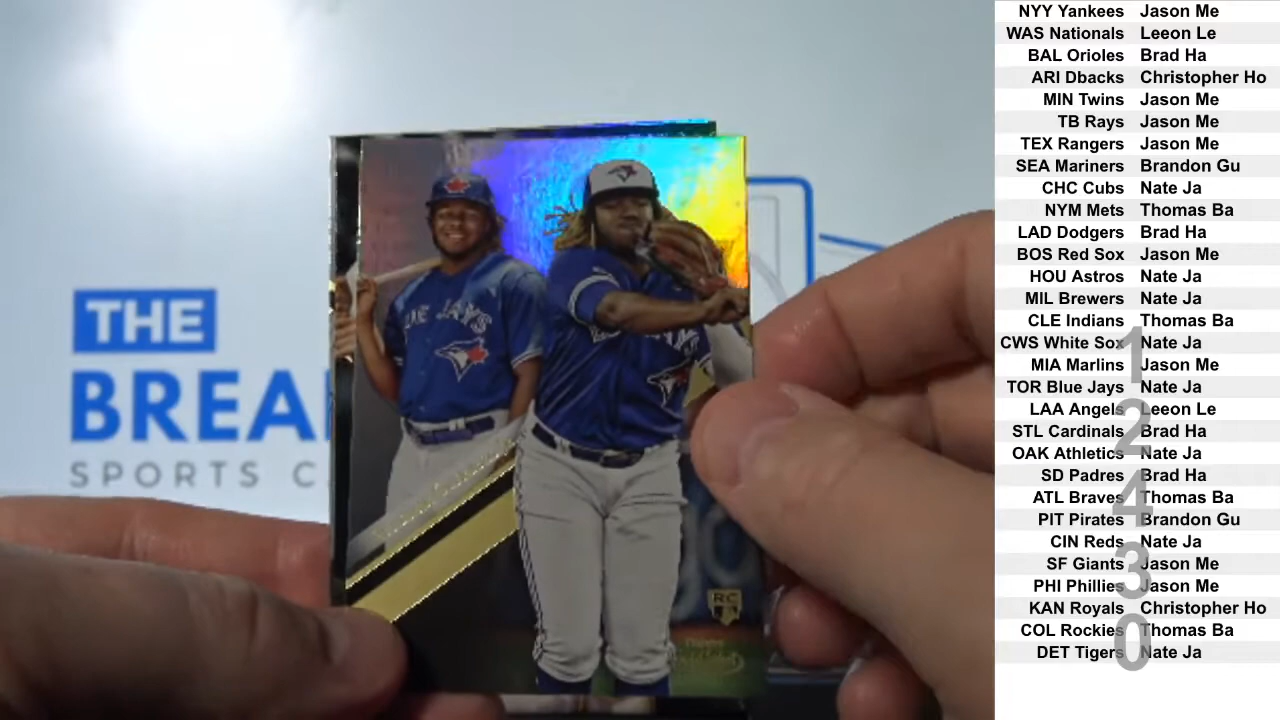 THE
BREA
SPORTS C
BLUE JAYS
RC
NYY Yankees Jason Me
WAS Nationals Leeon Le
BAL Orioles Brad Ha
ARI Dbacks Christopher Ho
MIN Twins Jason Me
TB Rays Jason Me
TEX Rangers Jason Me
SEA Mariners Brandon Gu
CHC Cubs Nate Ja
NYM Mets Thomas Ba
LAD Dodgers Brad Ha
BOS Red Sox Jason Me
HOU Astros Nate Ja
MIL Brewers Nate Ja
CLE Indians Thomas Ba
CWS White Sox Nate Ja
MIA Marlins Jason Me
TOR Blue Jays Nate Ja
LAA Angels Leeon Le
STL Cardinals Brad Ha
OAK Athletics Nate Ja
SD Padres Brad Ha
ATL Braves Thomas Ba
PIT Pirates Brandon Gu
CIN Reds Nate Ja
SF Giants Jason Me
PHI Phillies Jason Me
KAN Royals Christopher Ho
COL Rockies Thomas Ba
DET Tigers Nate Ja
1
2
4
3
0